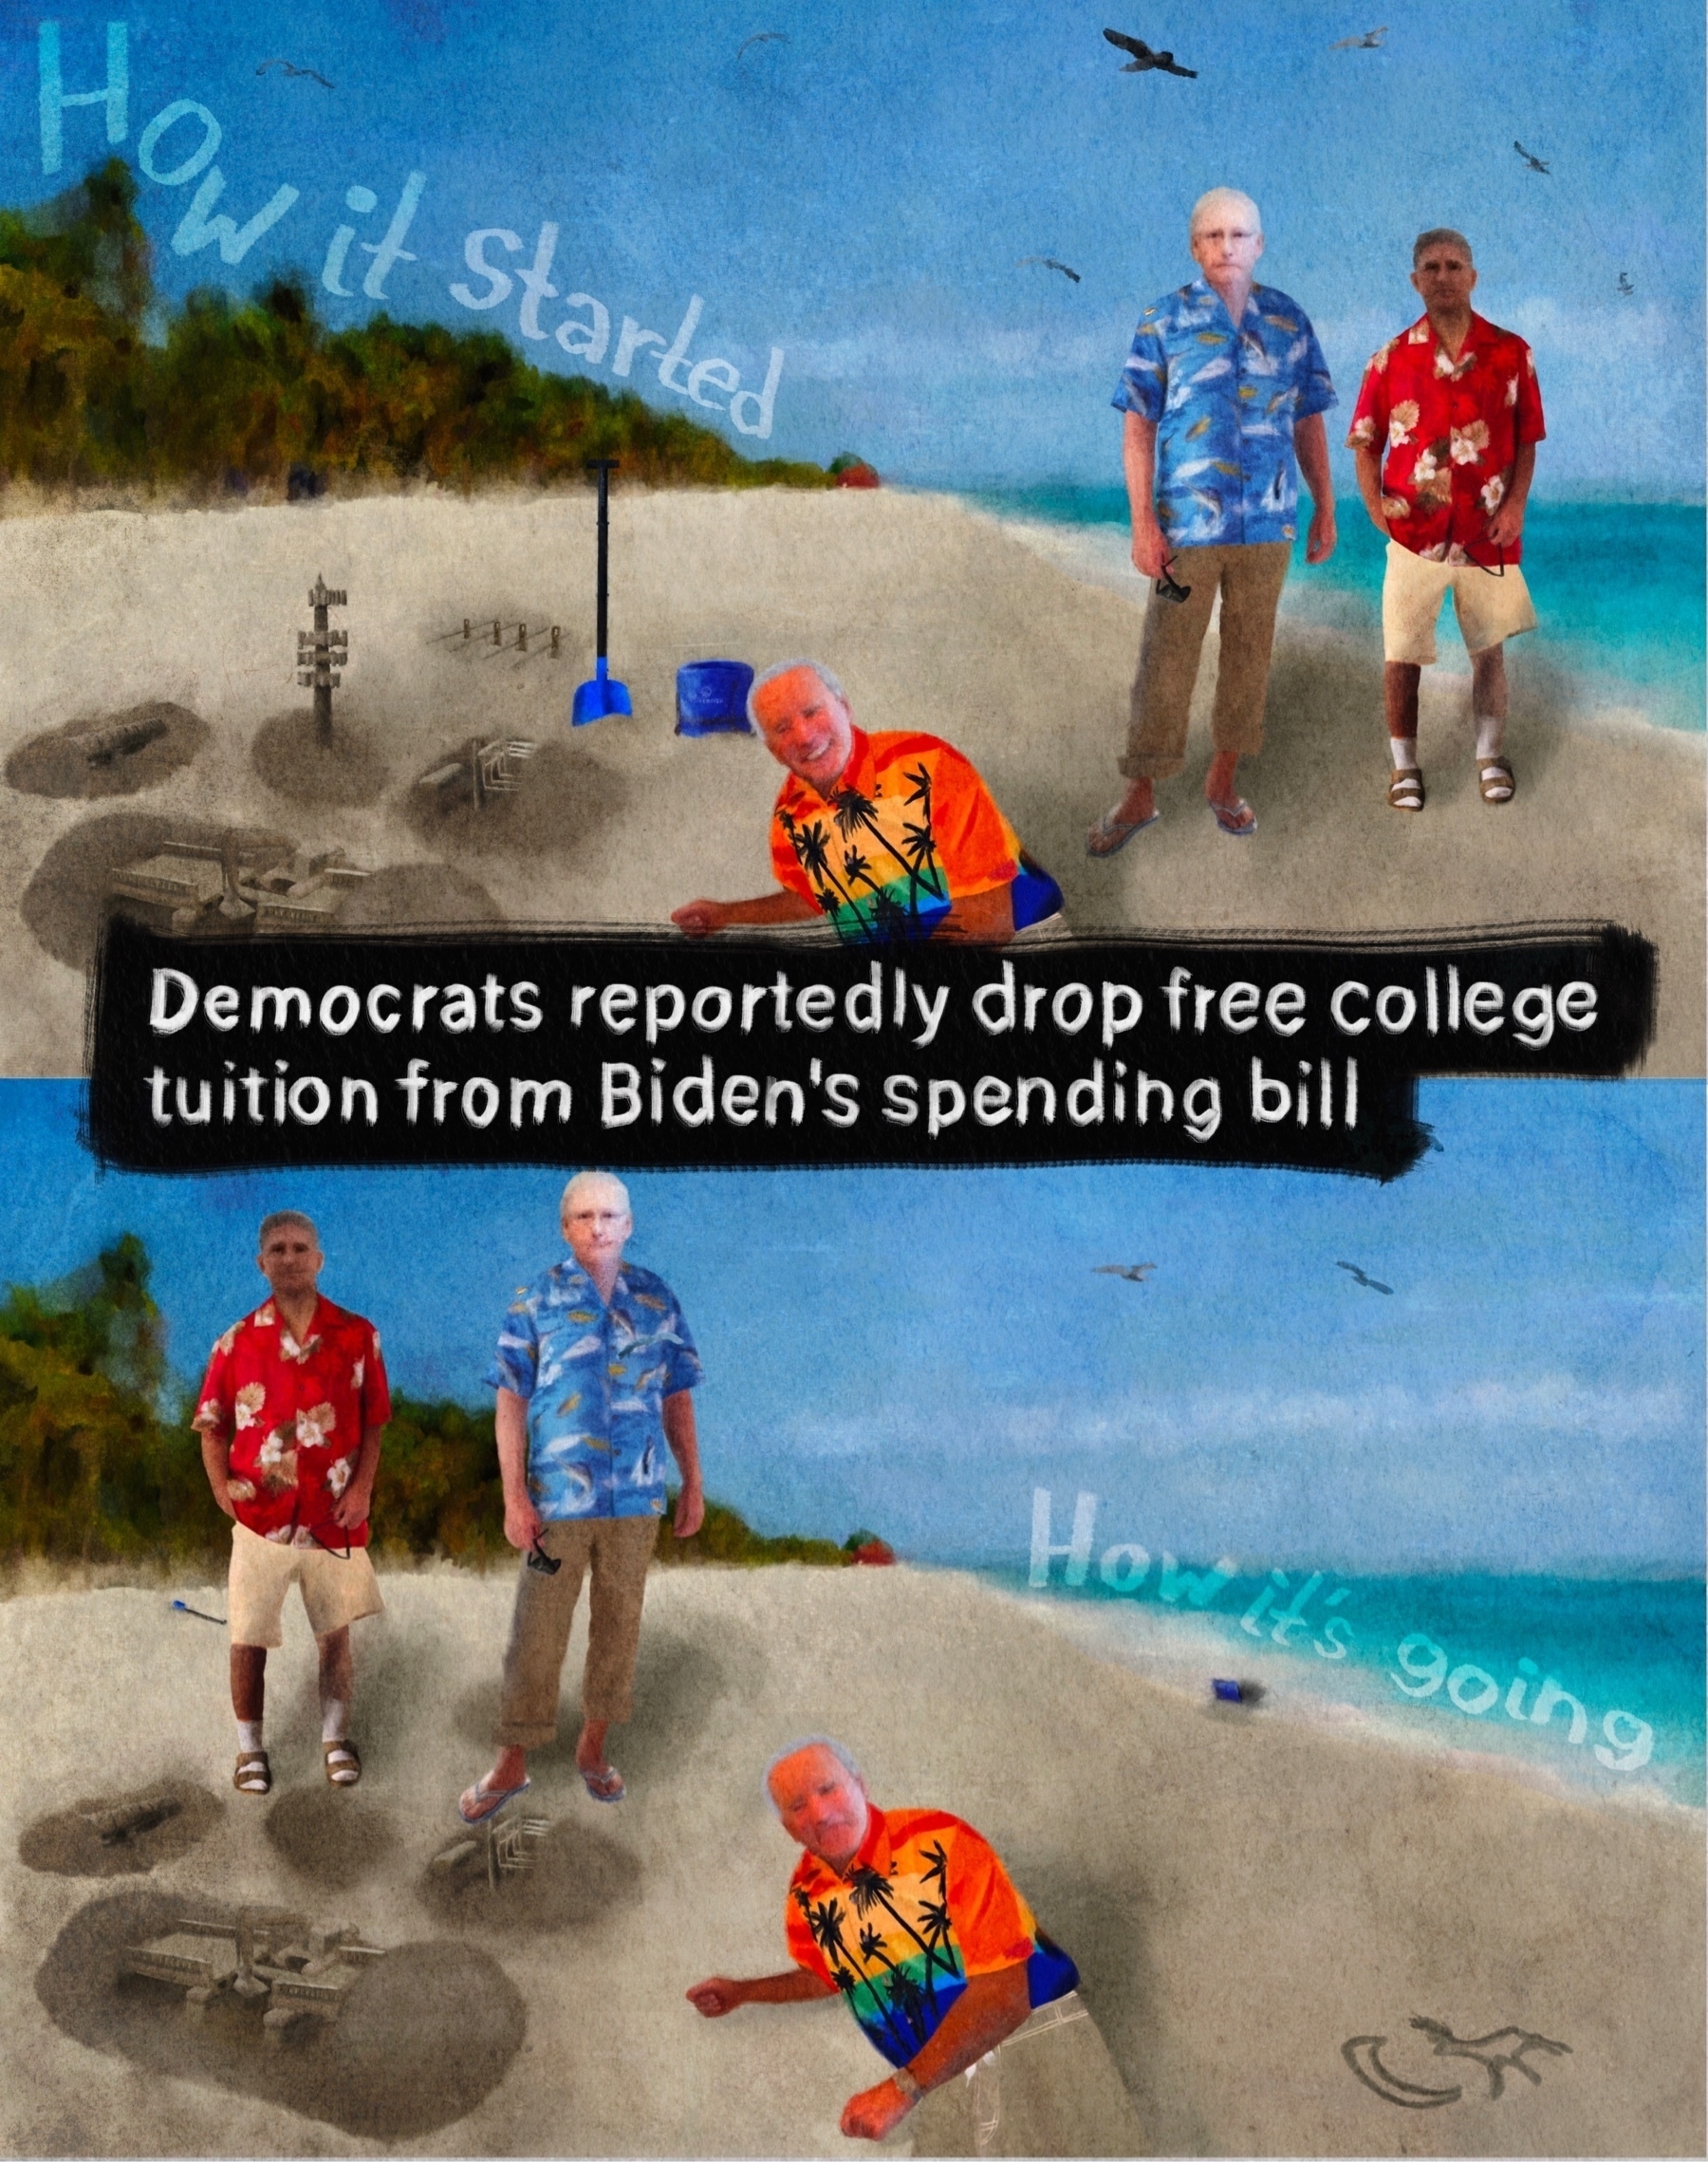 How it started
Democrats reportedly drop free college
tuition from Biden's spending bill
How it's going